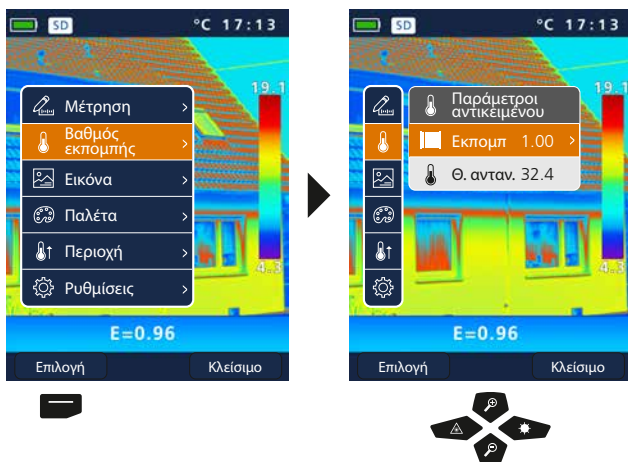 SD °C 17:13
19.1
Μέτρηση
Βαθμός
εκπομπής
Εικόνα
Παλέτα
Περιοχή
Ρυθμίσεις
4.3
E=0.96
Επιλογή Κλείσιμο
SD °C 17:13
19.1
Παράμετροι
αντικειμένου
Εκπομπ 1.00
Θ. ανταν. 32.4
4.3
E=0.96
Επιλογή Κλείσιμο